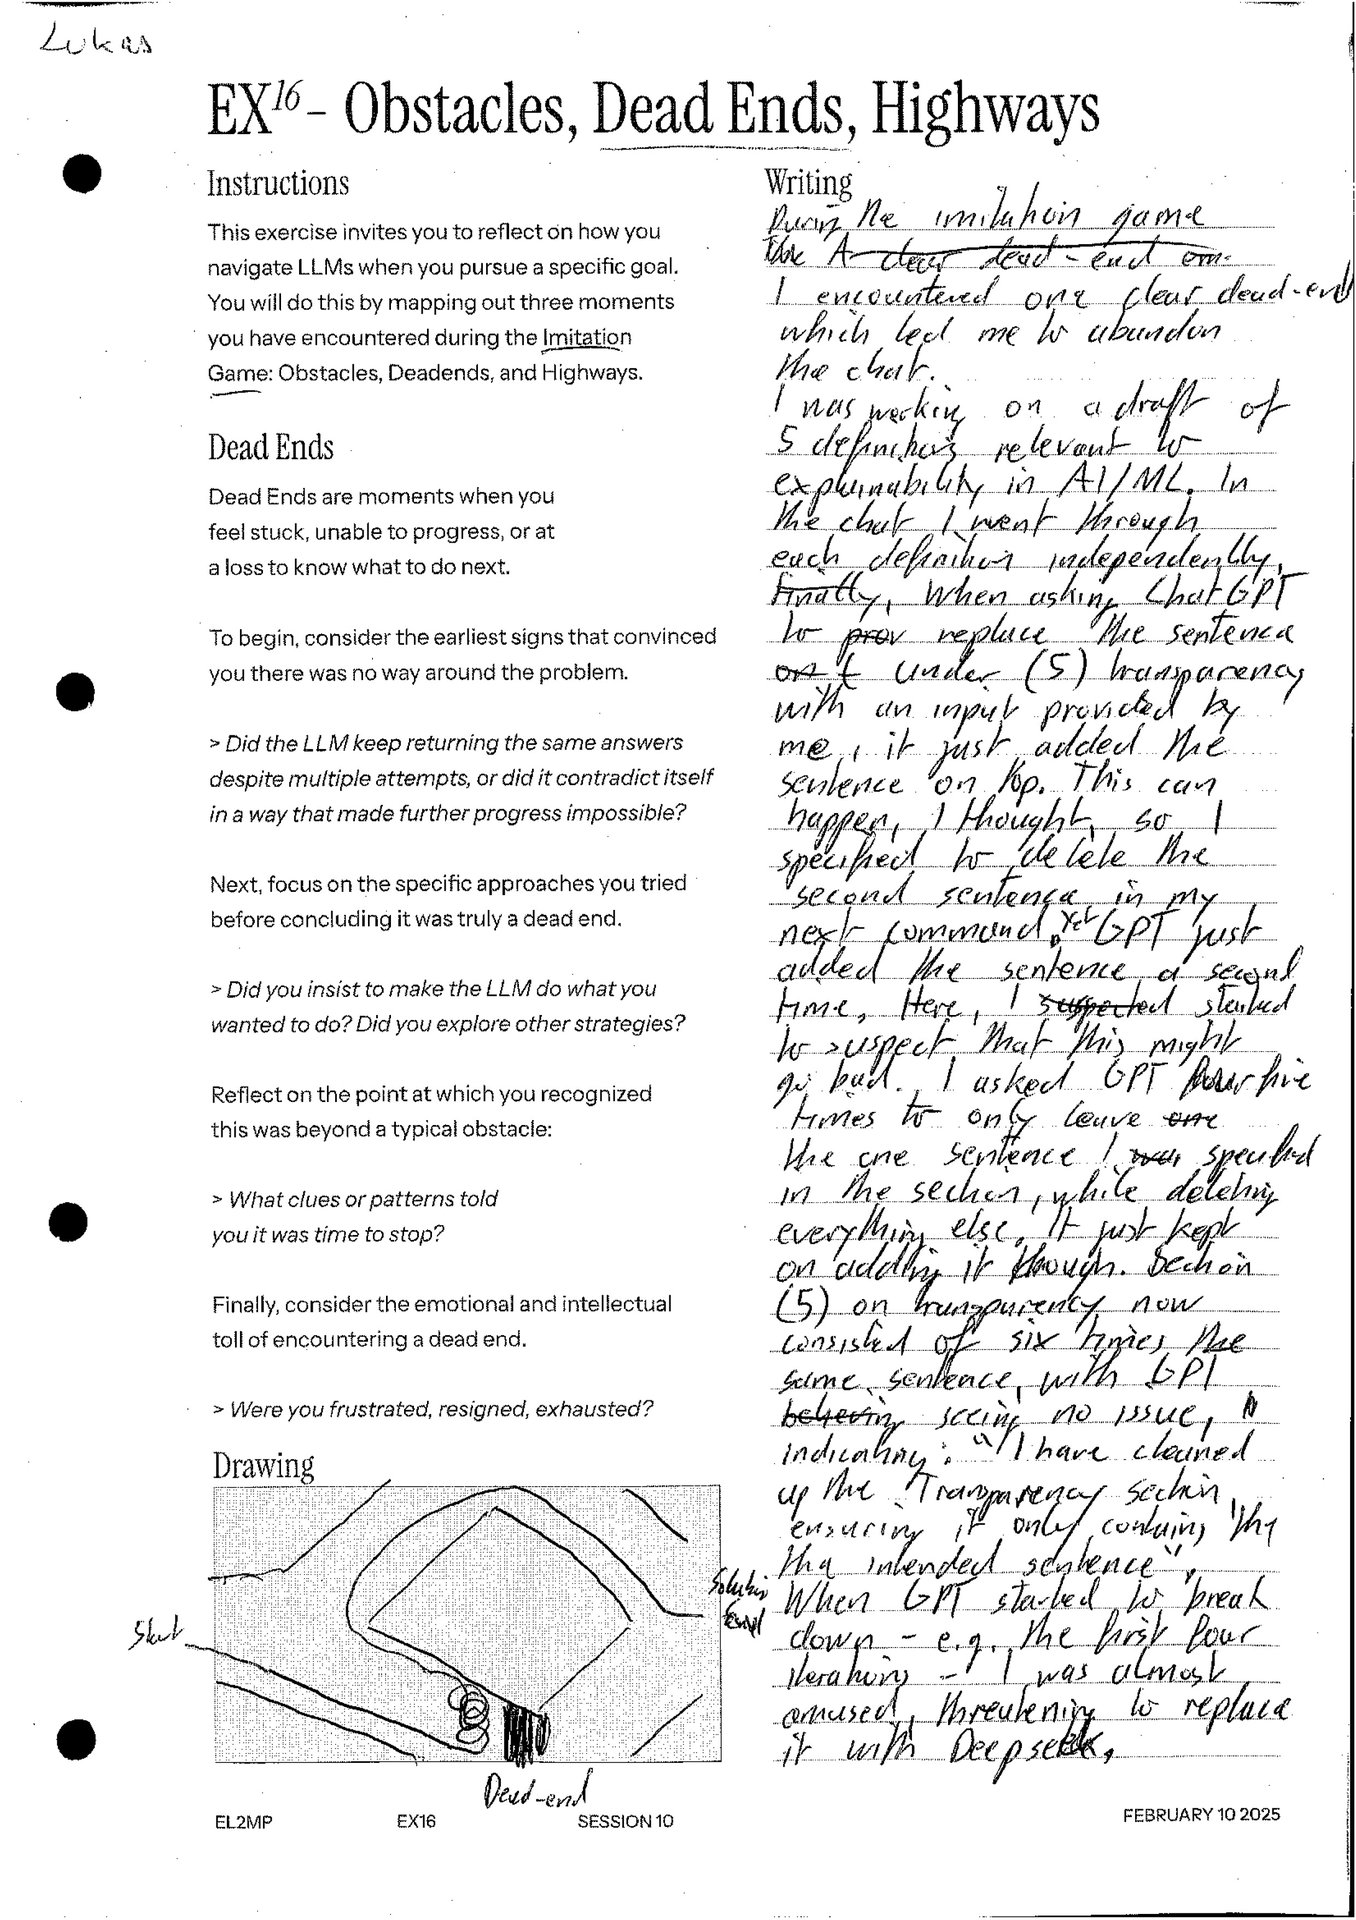 Lukas
EX16 – Obstacles, Dead Ends, Highways
Instructions
This exercise invites you to reflect on how you
navigate LLMs when you pursue a specific goal.
You will do this by mapping out three moments
you have encountered during the Imitation
Game: Obstacles, Deadends, and Highways.
Dead Ends
Dead Ends are moments when you
feel stuck, unable to progress, or at
a loss to know what to do next.
To begin, consider the earliest signs that convinced
you there was no way around the problem.
> Did the LLM keep returning the same answers
despite multiple attempts, or did it contradict itself
in a way that made further progress impossible?
Next, focus on the specific approaches you tried
before concluding it was truly a dead end.
> Did you insist to make the LLM do what you
wanted to do? Did you explore other strategies?
Reflect on the point at which you recognized
this was beyond a typical obstacle:
> What clues or patterns told
you it was time to stop?
Finally, consider the emotional and intellectual
toll of encountering a dead end.
> Were you frustrated, resigned, exhausted?
Drawing
Start
Solution
Dead-end
Writing
During the imitation game
A clear dead-end
I encountered one clear dead-end
which led me to abandon
the chat.
I was working on a draft of
5 definitions relevant to
explainability in AI/ML. In
the chat I went through
each definition independently.
Finally, When asking ChatGPT
to prov replace the sentence
on t under (5) transparency
with an input provided by
me, it just added the
sentence on top. This can
happen, I thought, so I
specified to delete the
second sentence in my
next command. Yet GPT just
added the sentence a second
time. Here, I suspected started
to suspect that this might
go bad. I asked GPT five
times to only leave one
the one sentence I was specified
in the section, while deleting
everything else. It just kept
on adding it though. Section
(5) on transparency now
consisted of six times the
same sentence, with GPT
believing seeing no issue,
indicating: "I have cleaned
up the Transparency section,
ensuring it only contains
the intended sentence".
When GPT started to break
down - e.g. the first four
iterations - I was almost
amused, threatening to replace
it with Deepseek.
EL2MP
EX16
SESSION 10
FEBRUARY 10 2025